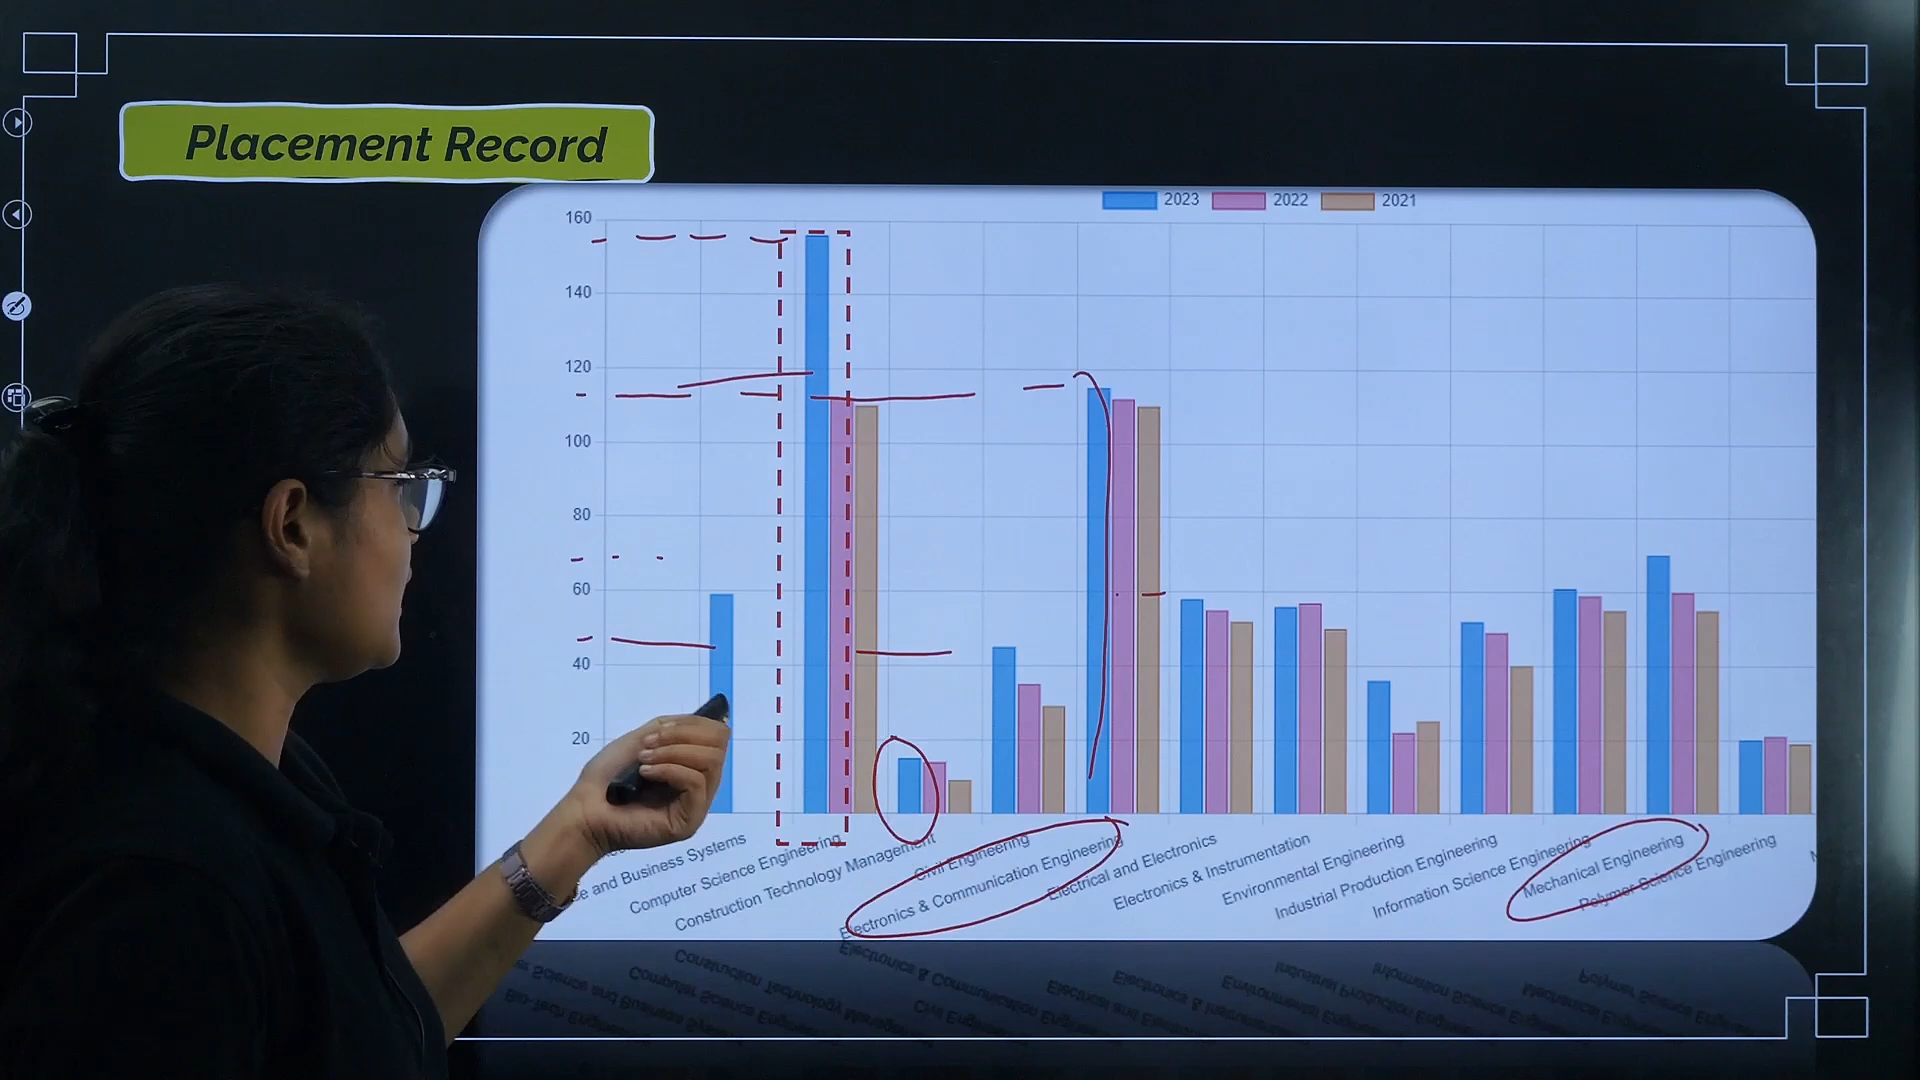 Placement Record
2023 2022 2021
160
140
120
100
80
60
40
20
ce and Business Systems
Computer Science Engineering
Construction Technology Management
Civil Engineering
Electronics & Communication Engineering
Electrical and Electronics
Electronics & Instrumentation
Environmental Engineering
Industrial Production Engineering
Information Science Engineering
Mechanical Engineering
Polymer Science Engineering